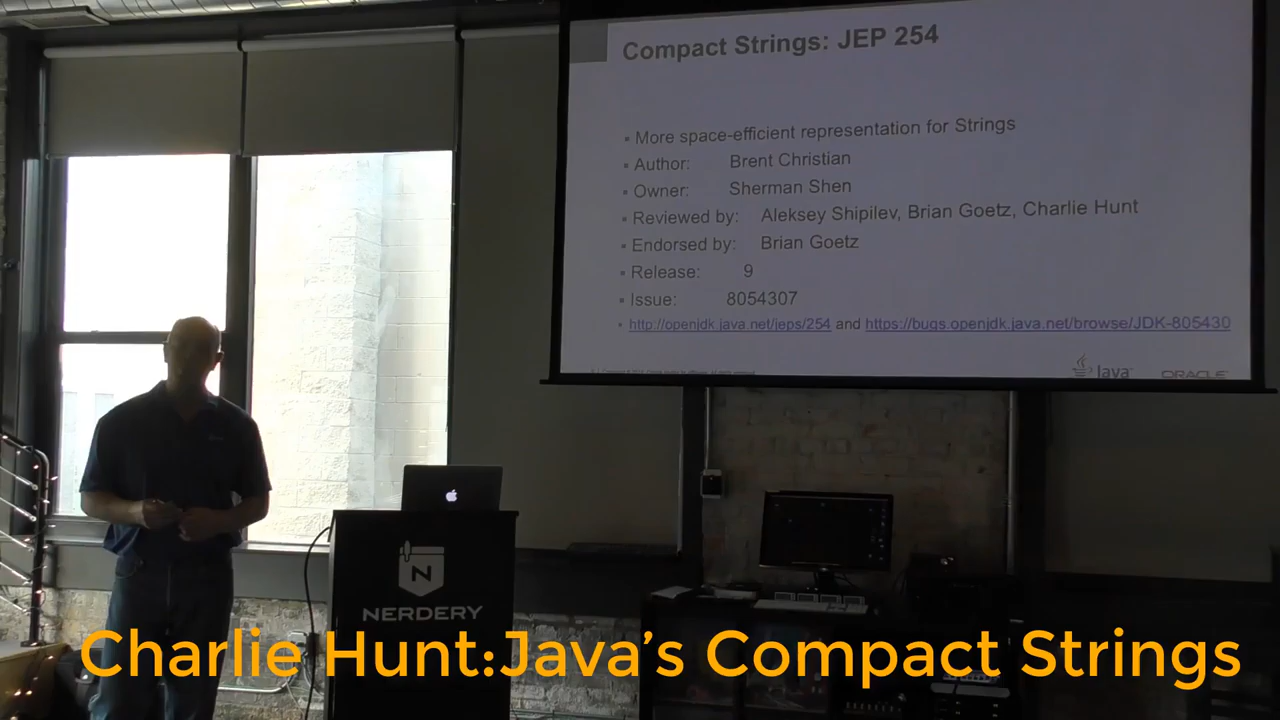 Compact Strings: JEP 254
▪ More space-efficient representation for Strings
▪ Author: Brent Christian
▪ Owner: Sherman Shen
▪ Reviewed by: Aleksey Shipilev, Brian Goetz, Charlie Hunt
▪ Endorsed by: Brian Goetz
▪ Release: 9
▪ Issue: 8054307
▪ http://openjdk.java.net/jeps/254 and https://bugs.openjdk.java.net/browse/JDK-805430
Java ORACLE
N
NERDERY
Charlie Hunt:Java’s Compact Strings